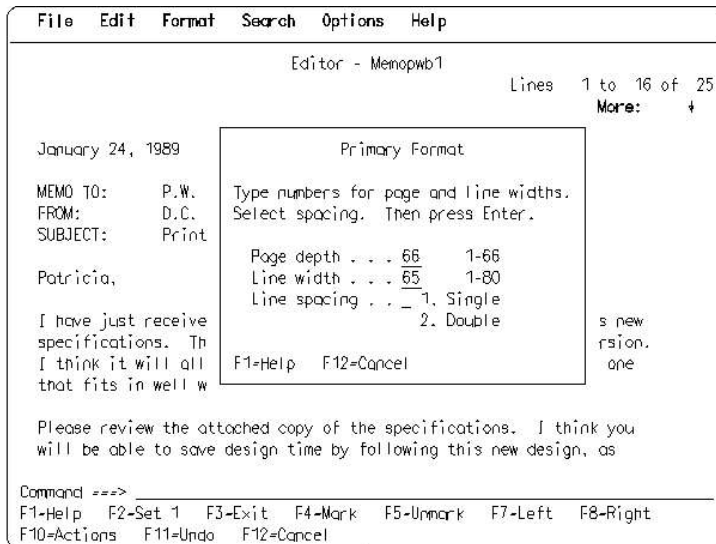 File Edit Format Search Options Help
Editor - Memopwb1
Lines 1 to 16 of 25
More: ↓
January 24, 1989
Primary Format
MEMO TO: P.W.
FROM: D.C.
SUBJECT: Print
Type numbers for page and line widths.
Select spacing. Then press Enter.
Page depth . . . 66 1-66
Line width . . . 65 1-80
Line spacing . . _ 1. Single
2. Double
F1=Help F12=Cancel
Patricia,
I have just receive s new
specifications. Th rsion.
I think it will all one
that fits in well w
Please review the attached copy of the specifications. I think you
will be able to save design time by following this new design, as
Command ===>
F1=Help F2=Set 1 F3=Exit F4=Mark F5=Unmark F7=Left F8=Right
F10=Actions F11=Undo F12=Cancel